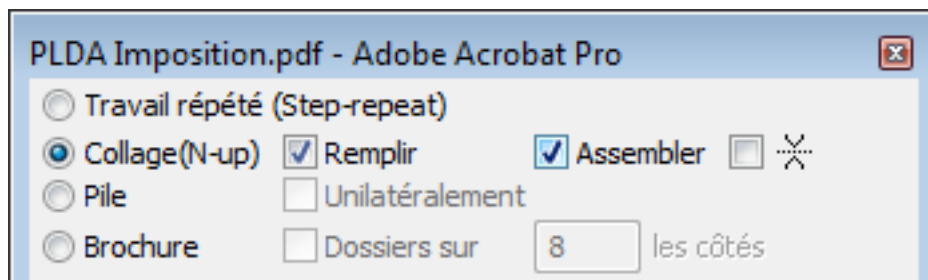 PLDA Imposition.pdf - Adobe Acrobat Pro
Travail répété (Step-repeat)
Collage(N-up) Remplir Assembler
Pile Unilatéralement
Brochure Dossiers sur 8 les côtés